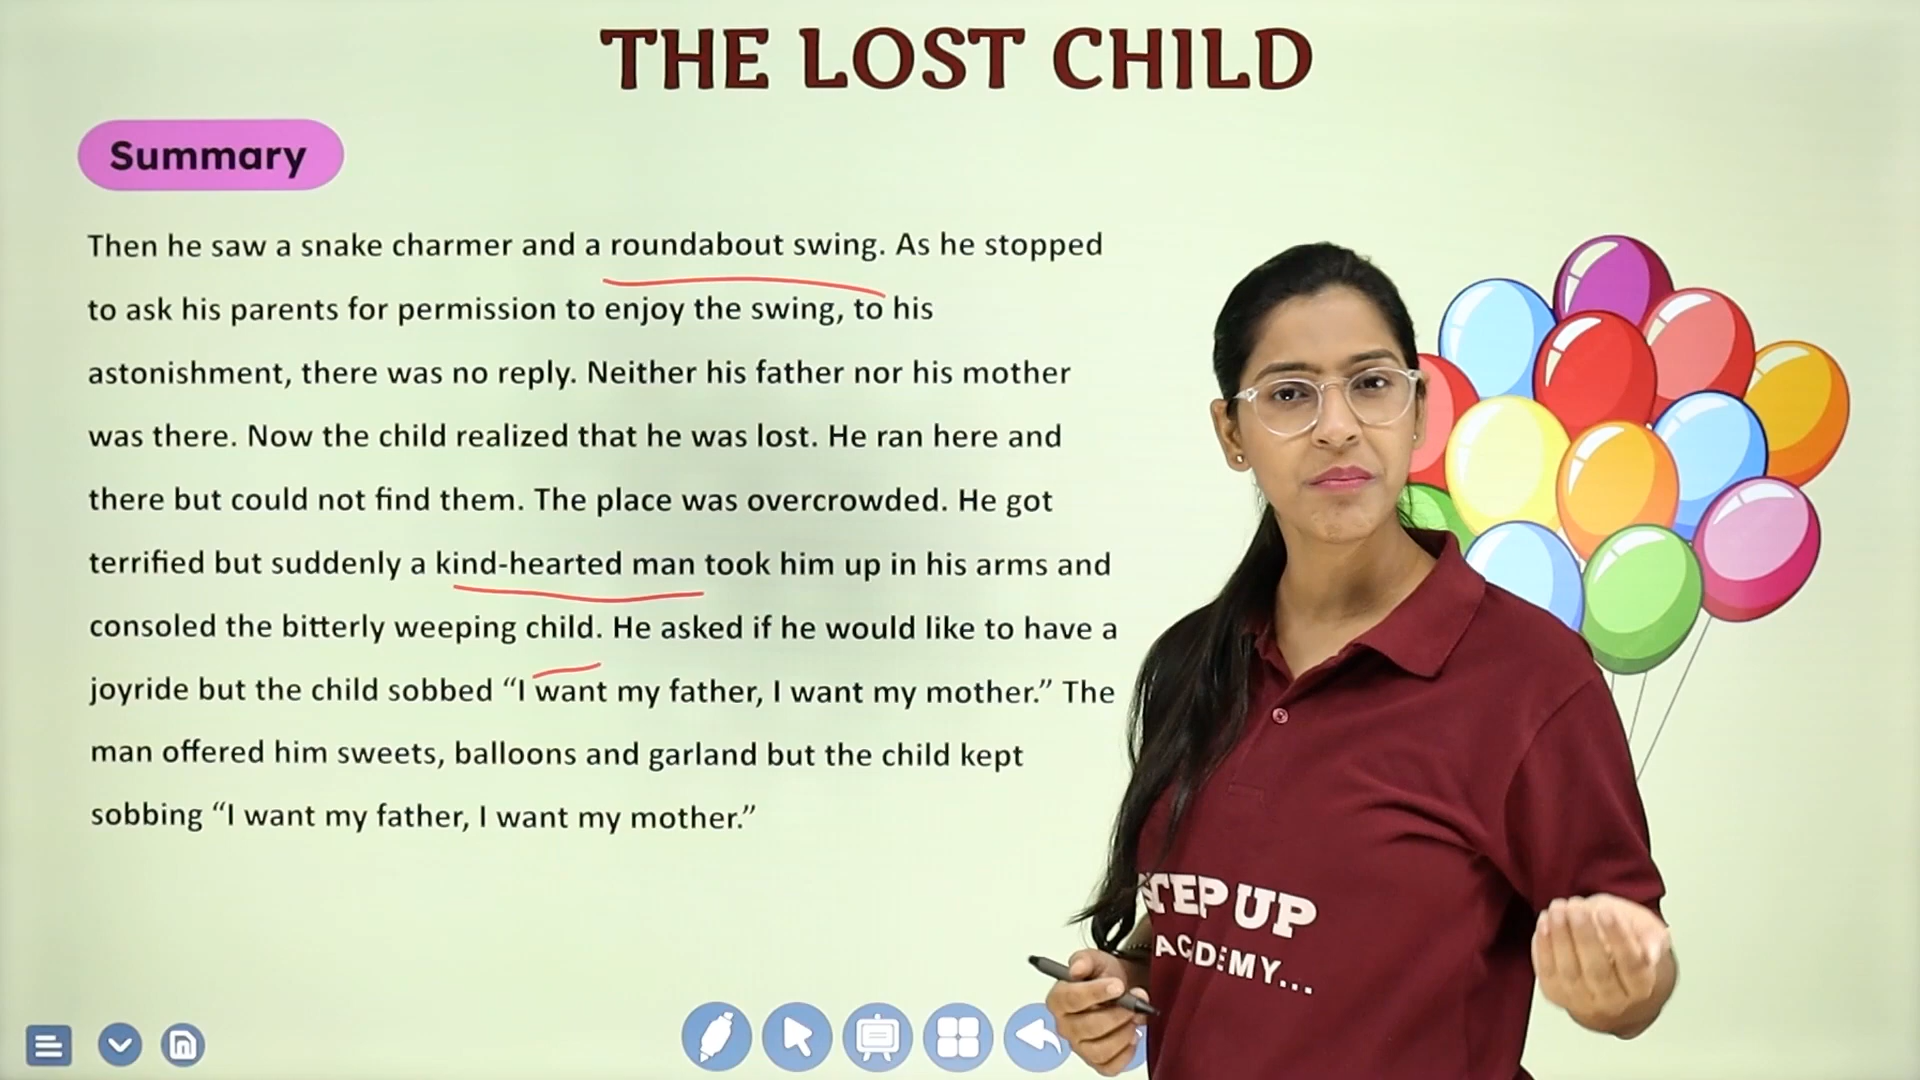 THE LOST CHILD
Summary
Then he saw a snake charmer and a roundabout swing. As he stopped
to ask his parents for permission to enjoy the swing, to his
astonishment, there was no reply. Neither his father nor his mother
was there. Now the child realized that he was lost. He ran here and
there but could not find them. The place was overcrowded. He got
terrified but suddenly a kind-hearted man took him up in his arms and
consoled the bitterly weeping child. He asked if he would like to have a
joyride but the child sobbed “I want my father, I want my mother.” The
man offered him sweets, balloons and garland but the child kept
sobbing “I want my father, I want my mother.”
STEP UP
ACDEMY...